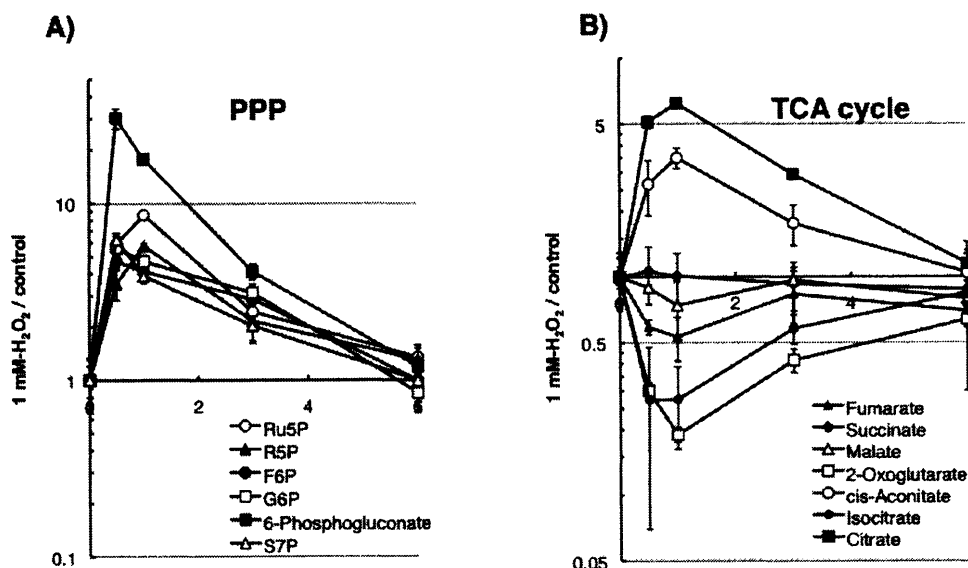 A)
PPP
1 mM-H₂O₂ / control
10
1
0.1
0
2
4
6
Ru5P
R5P
F6P
G6P
6-Phosphogluconate
S7P
B)
TCA cycle
1 mM-H₂O₂ / control
5
0.5
0.05
2
4
Fumarate
Succinate
Malate
2-Oxoglutarate
cis-Aconitate
Isocitrate
Citrate